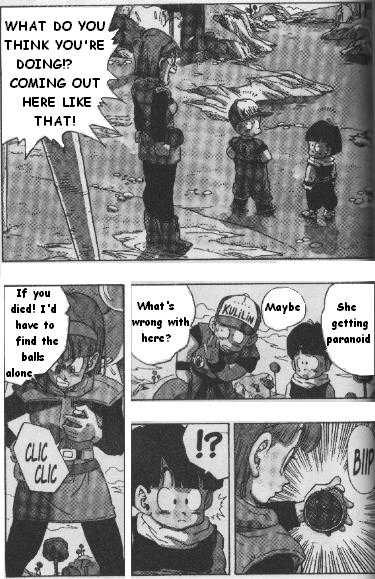 WHAT DO YOU
THINK YOU'RE
DOING!?
COMING OUT
HERE LIKE
THAT!
If you
died! I'd
have to
find the
balls
alone
CLIC
CLIC
What's
wrong with
here?
KULILIN
Maybe
She
getting
paranoid
!?
BIIP